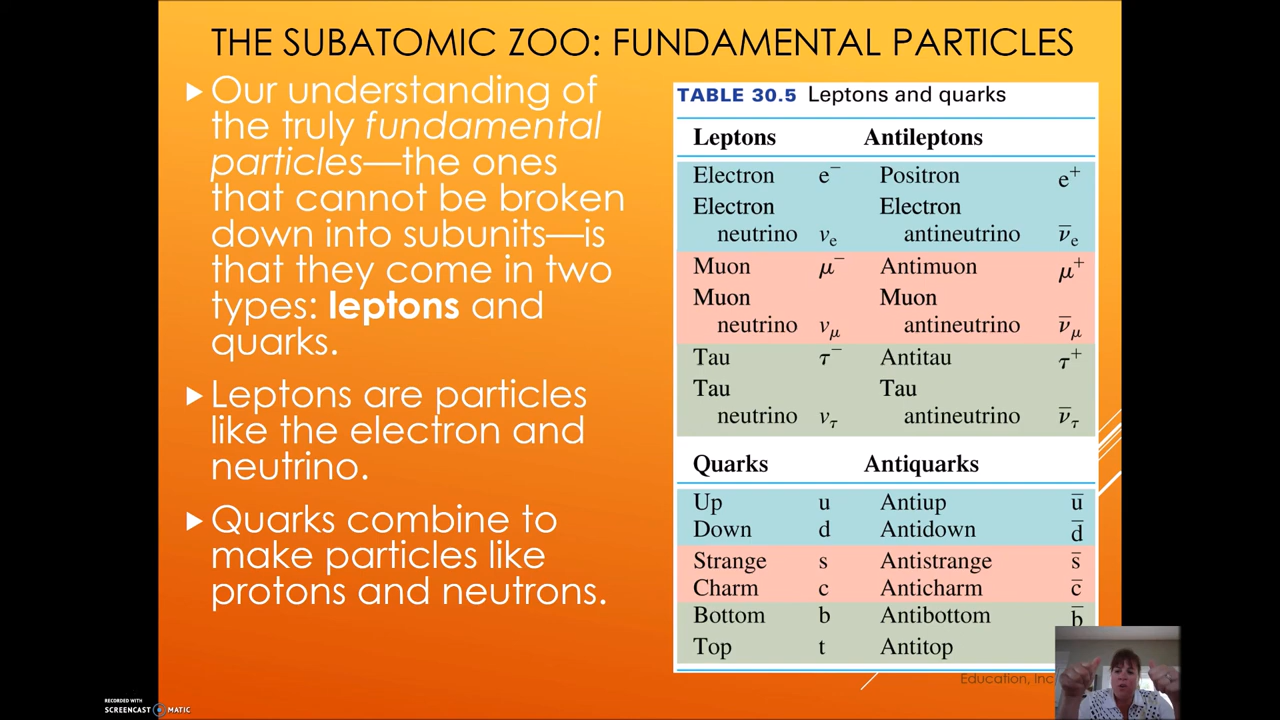 THE SUBATOMIC ZOO: FUNDAMENTAL PARTICLES
▶Our understanding of
the truly fundamental
particles—the ones
that cannot be broken
down into subunits—is
that they come in two
types: leptons and
quarks.
▶Leptons are particles
like the electron and
neutrino.
▶Quarks combine to
make particles like
protons and neutrons.
TABLE 30.5 Leptons and quarks
Leptons Antileptons
Electron e⁻ Positron e⁺
Electron Electron
neutrino νe antineutrino ν̅e
Muon μ⁻ Antimuon μ⁺
Muon Muon
neutrino νμ antineutrino ν̅μ
Tau τ⁻ Antitau τ⁺
Tau Tau
neutrino ντ antineutrino ν̅τ
Quarks Antiquarks
Up u Antiup u̅
Down d Antidown d̅
Strange s Antistrange s̅
Charm c Anticharm c̅
Bottom b Antibottom b̅
Top t Antitop
Education, Inc
RECORDED WITH
SCREENCAST MATIC